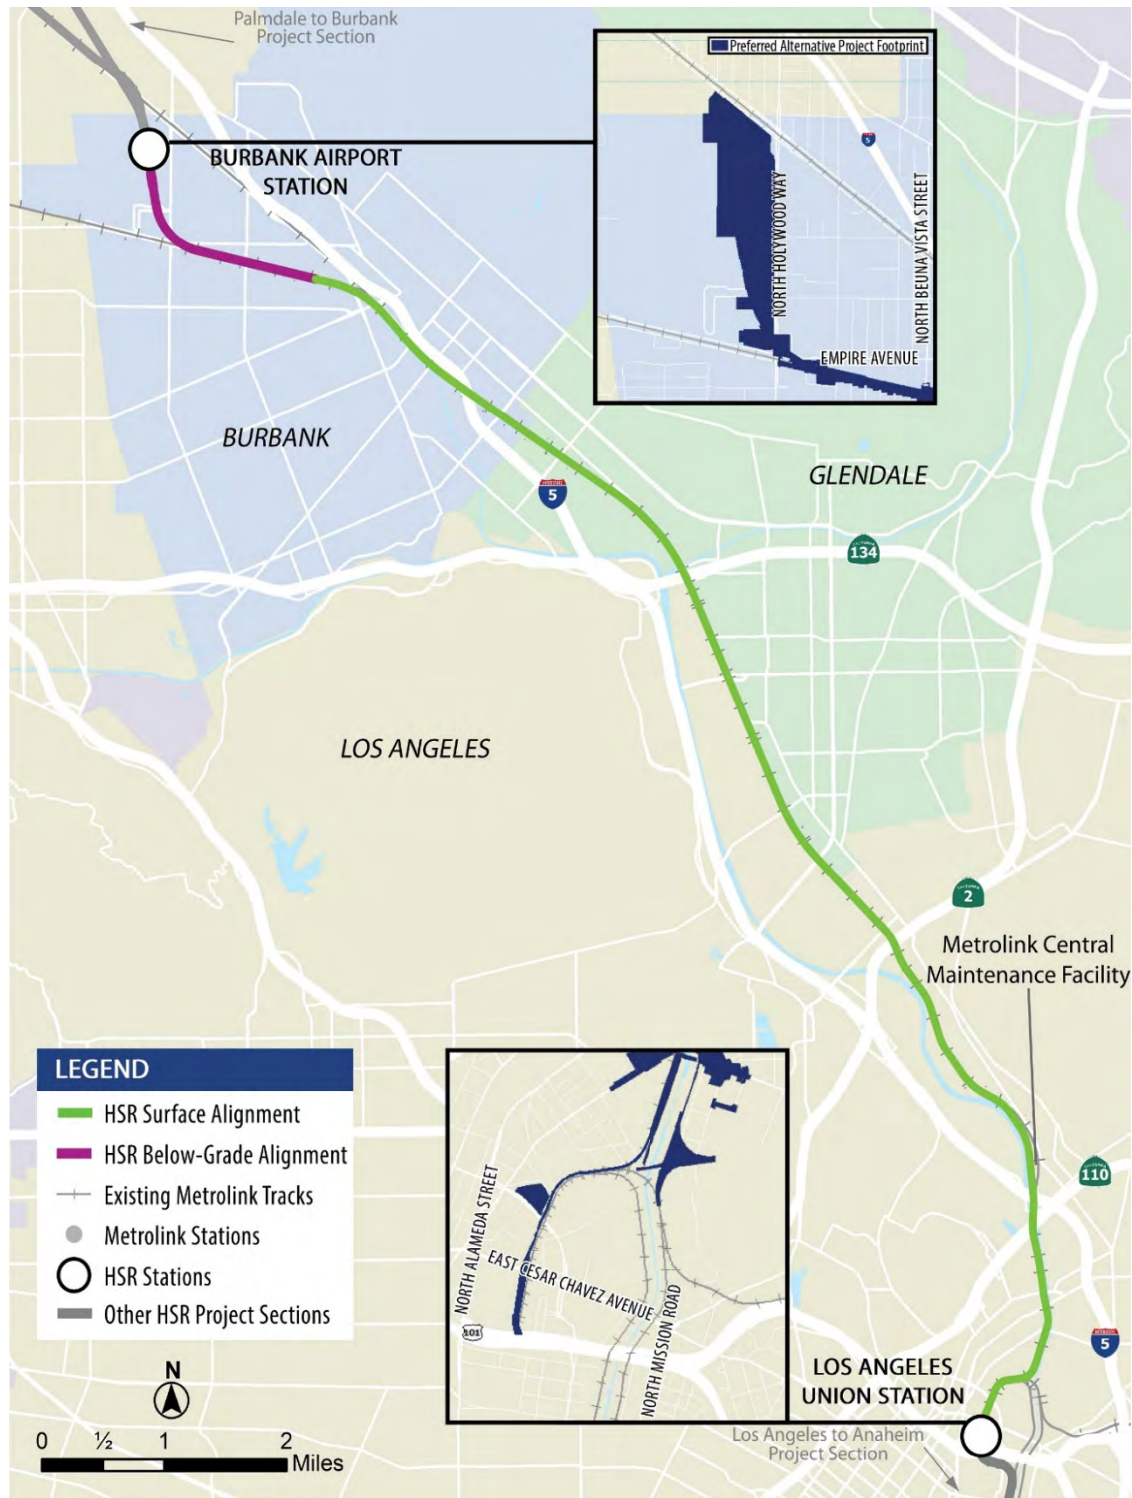 Palmdale to Burbank
Project Section
Preferred Alternative Project Footprint
BURBANK AIRPORT
STATION
5
NORTH HOLYWOOD WAY
NORTH BEUNA VISTA STREET
EMPIRE AVENUE
BURBANK
GLENDALE
5
134
LOS ANGELES
2
Metrolink Central
Maintenance Facility
LEGEND
HSR Surface Alignment
HSR Below-Grade Alignment
Existing Metrolink Tracks
Metrolink Stations
HSR Stations
Other HSR Project Sections
N
0 ½ 1 2
Miles
NORTH ALAMEDA STREET
EAST CESAR CHAVEZ AVENUE
NORTH MISSION ROAD
101
110
5
LOS ANGELES
UNION STATION
Los Angeles to Anaheim
Project Section